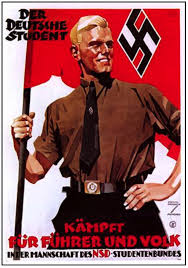 DER
DEUTSCHE
STUDENT
KÄMPFT
FÜR FÜHRER UND VOLK
IN DER MANNSCHAFT DES NSD-STUDENTENBUNDES